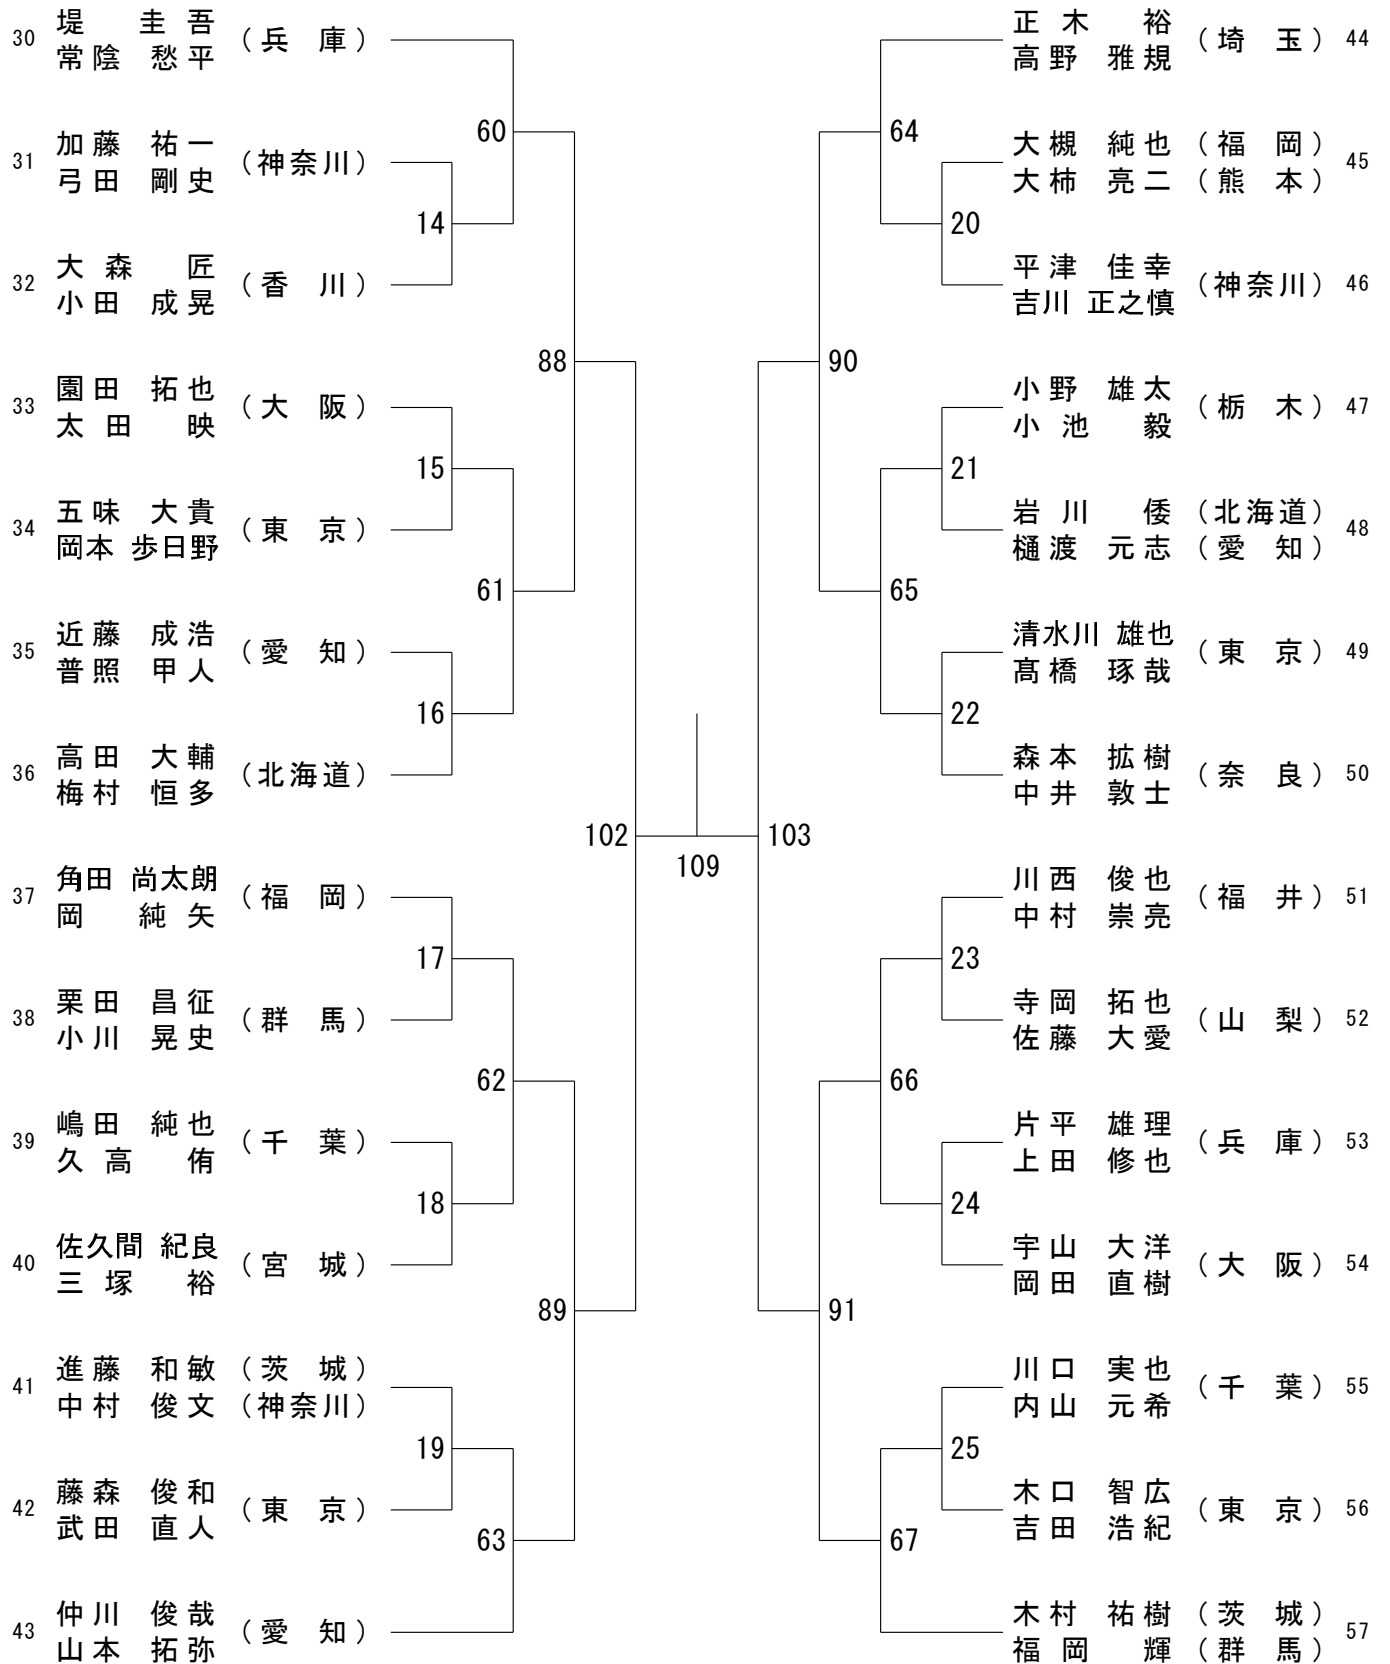 30 堤 圭吾 (兵庫)
常陰 愁平
60
31 加藤 祐一 (神奈川)
弓田 剛史
14
32 大森 匠 (香川)
小田 成晃
88
33 園田 拓也 (大阪)
太田 映
15
34 五味 大貴 (東京)
岡本 歩日野
61
35 近藤 成浩 (愛知)
普照 甲人
16
36 高田 大輔 (北海道)
梅村 恒多
102
37 角田 尚太朗 (福岡)
岡 純矢
17
38 栗田 昌征 (群馬)
小川 晃史
62
39 嶋田 純也 (千葉)
久高 侑
18
40 佐久間 紀良 (宮城)
三塚 裕
89
41 進藤 和敏 (茨城)
中村 俊文 (神奈川)
19
42 藤森 俊和 (東京)
武田 直人
63
43 仲川 俊哉 (愛知)
山本 拓弥
109
正木 裕 (埼玉) 44
高野 雅規
64
大槻 純也 (福岡) 45
大柿 亮二 (熊本)
20
平津 佳幸 (神奈川) 46
吉川 正之慎
90
小野 雄太 (栃木) 47
小池 毅
21
岩川 倭 (北海道) 48
樋渡 元志 (愛知)
65
清水川 雄也 (東京) 49
髙橋 琢哉
22
森本 拡樹 (奈良) 50
中井 敦士
103
川西 俊也 (福井) 51
中村 崇亮
23
寺岡 拓也 (山梨) 52
佐藤 大愛
66
片平 雄理 (兵庫) 53
上田 修也
24
宇山 大洋 (大阪) 54
岡田 直樹
91
川口 実也 (千葉) 55
内山 元希
25
木口 智広 (東京) 56
吉田 浩紀
67
木村 祐樹 (茨城) 57
福岡 輝 (群馬)